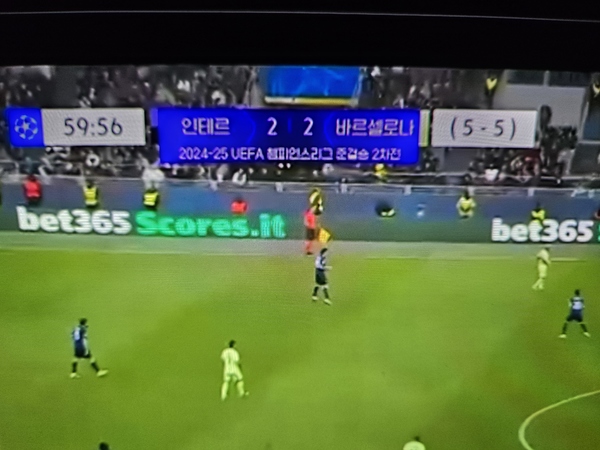 59:56
인테르 2 2 바르셀로나
(5-5)
2024-25 UEFA 챔피언스리그 준결승 2차전
bet365 Scores.it
bet365